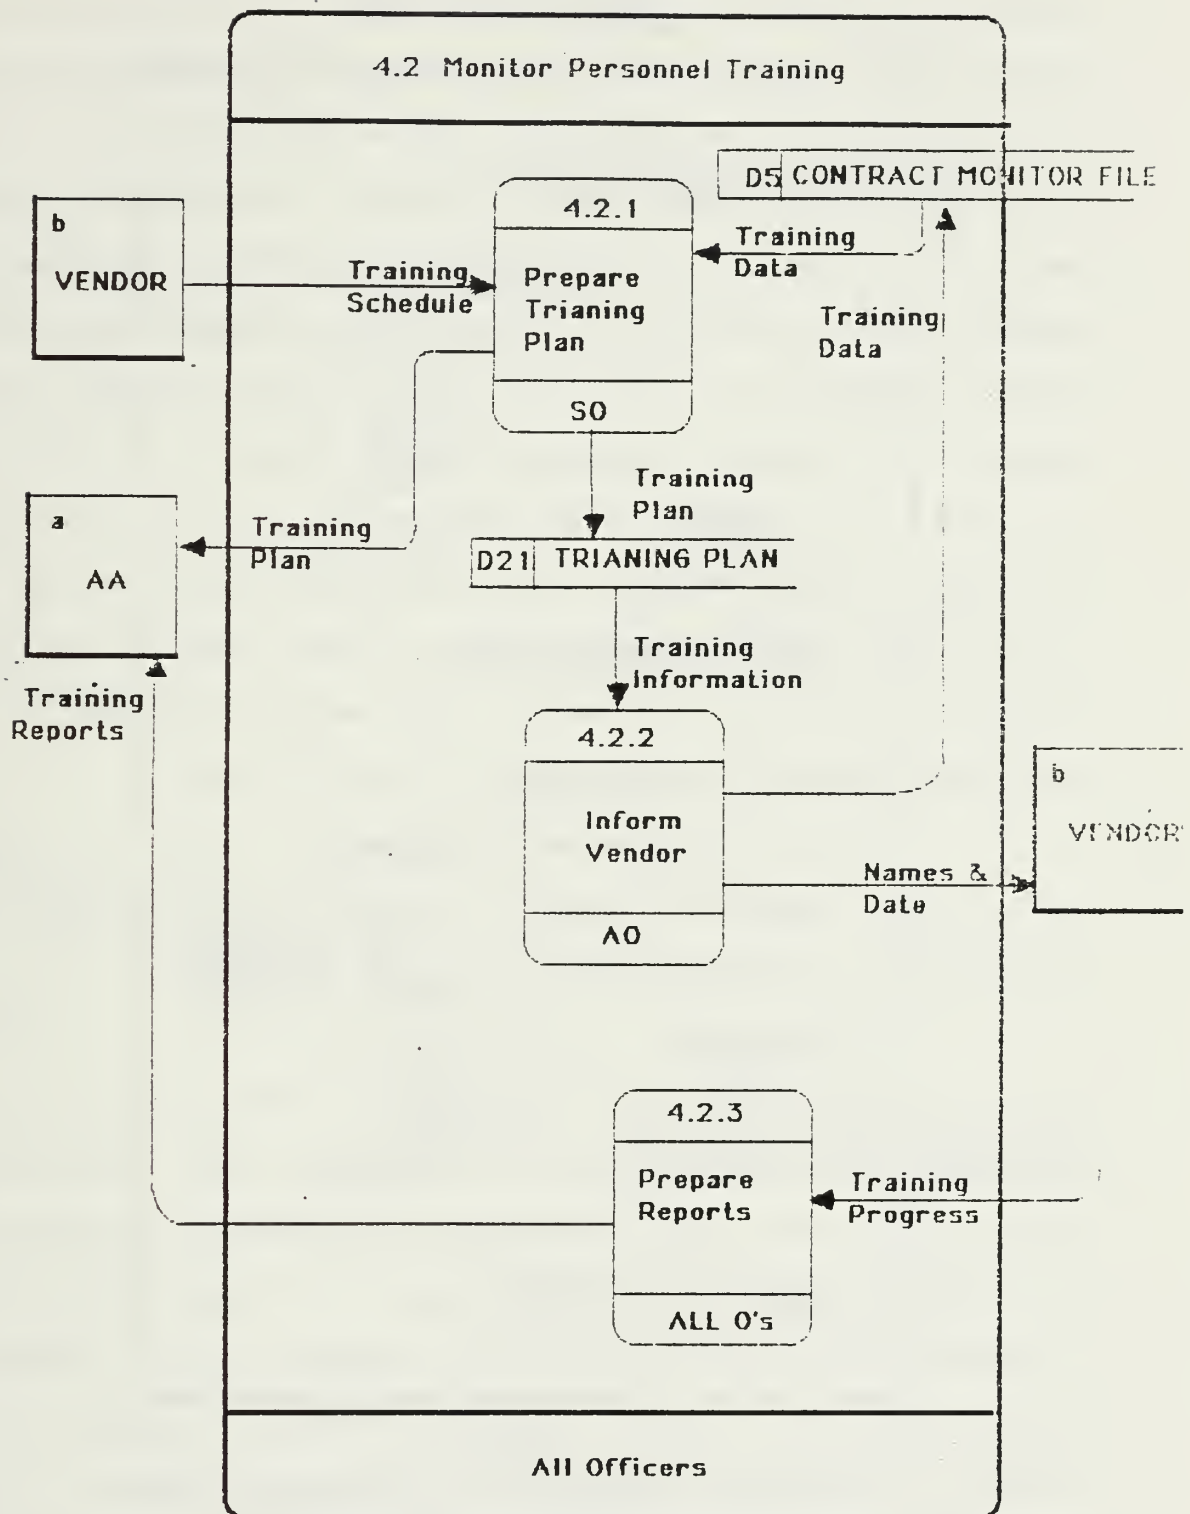 4.2 Monitor Personnel Training
D5 CONTRACT MONITOR FILE
b
VENDOR
Training
Schedule
4.2.1
Prepare
Trianing
Plan
SO
Training
Data
Training
Data
Training
Plan
a
AA
Training
Plan
D21 TRIANING PLAN
Training
Information
Training
Reports
4.2.2
Inform
Vendor
AO
b
VENDOR
Names &
Date
4.2.3
Prepare
Reports
ALL O's
Training
Progress
All Officers